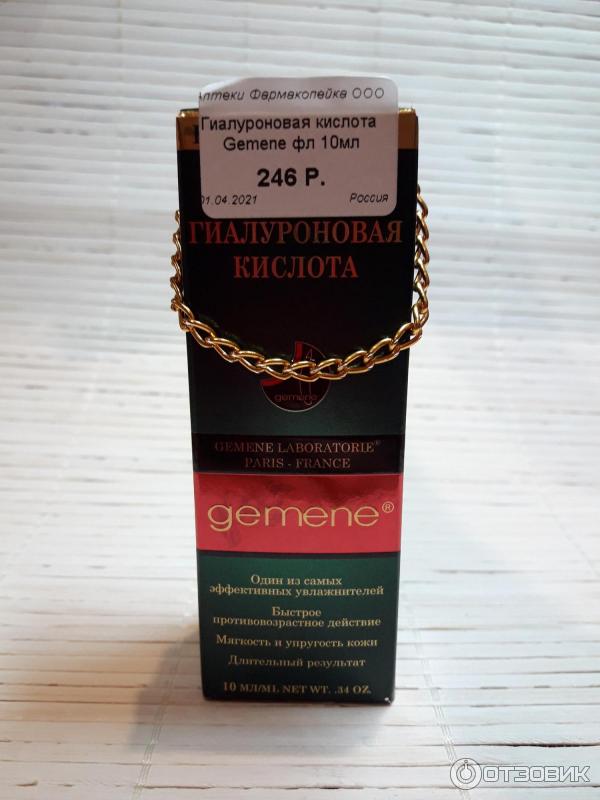 Аптеки Фармакопейка ООО
Гиалуроновая кислота
Gemene фл 10мл
246 Р.
01.04.2021 Россия
ГИАЛУРОНОВАЯ
КИСЛОТА
gemene
GEMENE LABORATORIE®
PARIS - FRANCE
gemene®
Один из самых
эффективных увлажнителей
Быстрое
противовозрастное действие
Мягкость и упругость кожи
Длительный результат
10 МЛ/ML NET WT. .34 OZ.
ОТЗОВИК